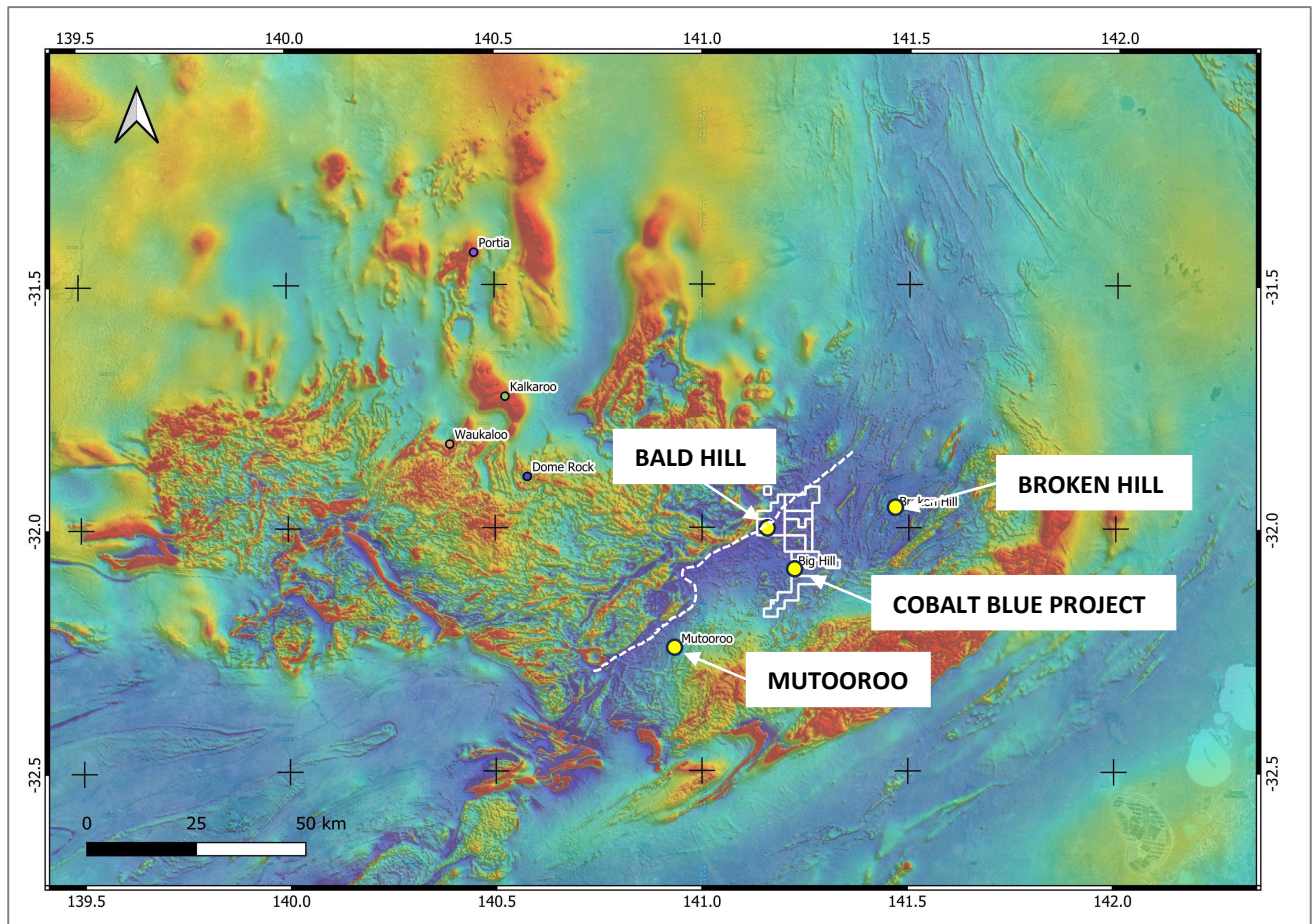 139.5 140.0 140.5 141.0 141.5 142.0
-31.5 -31.5
Portia
Kalkaroo
Waukaloo
Dome Rock
BALD HILL
BROKEN HILL
Broken Hill
-32.0 -32.0
Big Hill
COBALT BLUE PROJECT
Mutooroo
MUTOOROO
-32.5 -32.5
0 25 50 km
139.5 140.0 140.5 141.0 141.5 142.0